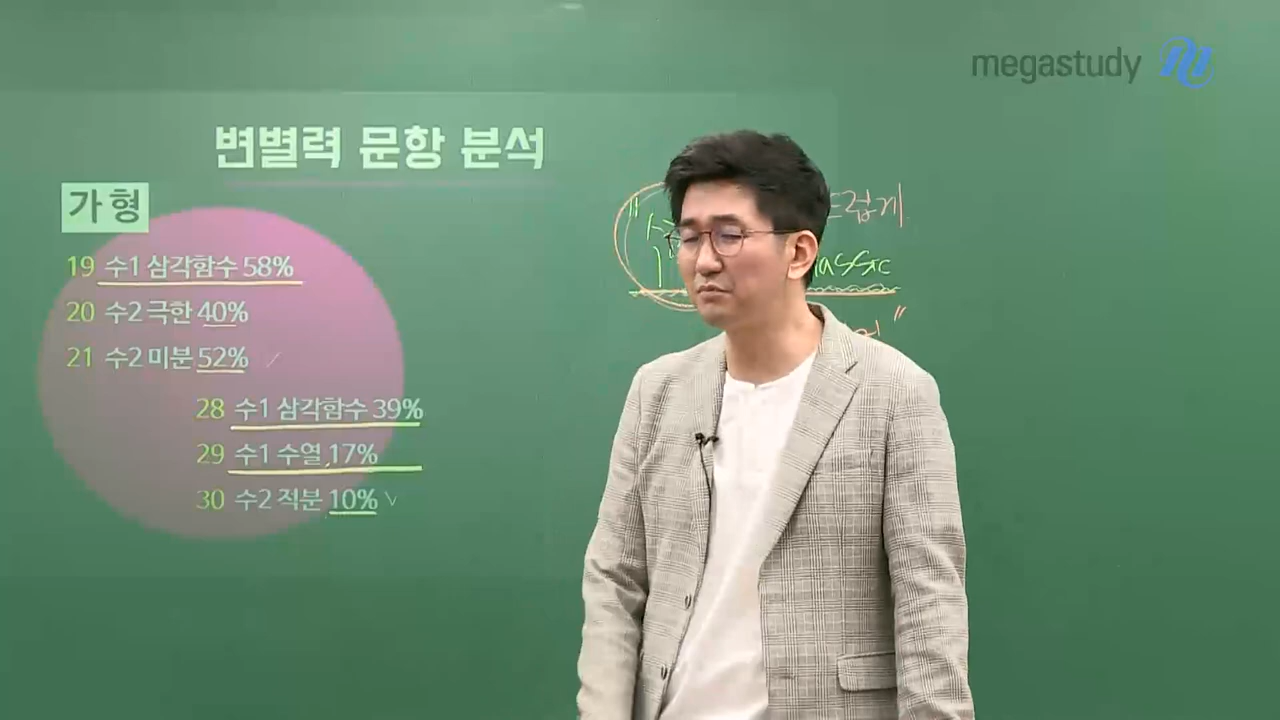 megastudy
변별력 문항 분석
가형
19 수1 삼각함수 58%
20 수2 극한 40%
21 수2 미분 52%
28 수1 삼각함수 39%
29 수1 수열 17%
30 수2 적분 10%